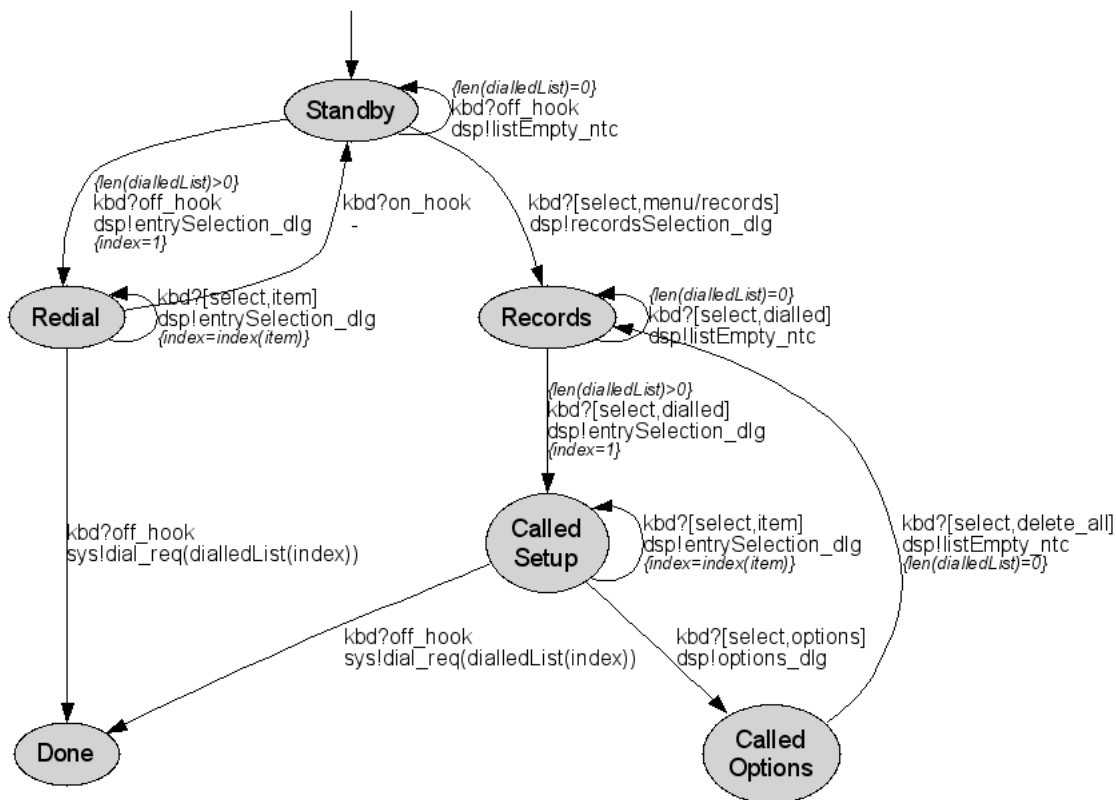 {len(dialledList)=0}
kbd?off_hook
dsp!listEmpty_ntc
Standby
{len(dialledList)>0}
kbd?off_hook
dsp!entrySelection_dlg
{index=1}
kbd?on_hook
-
kbd?[select,menu/records]
dsp!recordsSelection_dlg
Redial
kbd?[select,item]
dsp!entrySelection_dlg
{index=index(item)}
Records
{len(dialledList)=0}
kbd?[select,dialled]
dsp!listEmpty_ntc
{len(dialledList)>0}
kbd?[select,dialled]
dsp!entrySelection_dlg
{index=1}
kbd?off_hook
sys!dial_req(dialledList(index))
Called
Setup
kbd?[select,item]
dsp!entrySelection_dlg
{index=index(item)}
kbd?[select,delete_all]
dsp!listEmpty_ntc
{len(dialledList)=0}
kbd?off_hook
sys!dial_req(dialledList(index))
kbd?[select,options]
dsp!options_dlg
Done
Called
Options